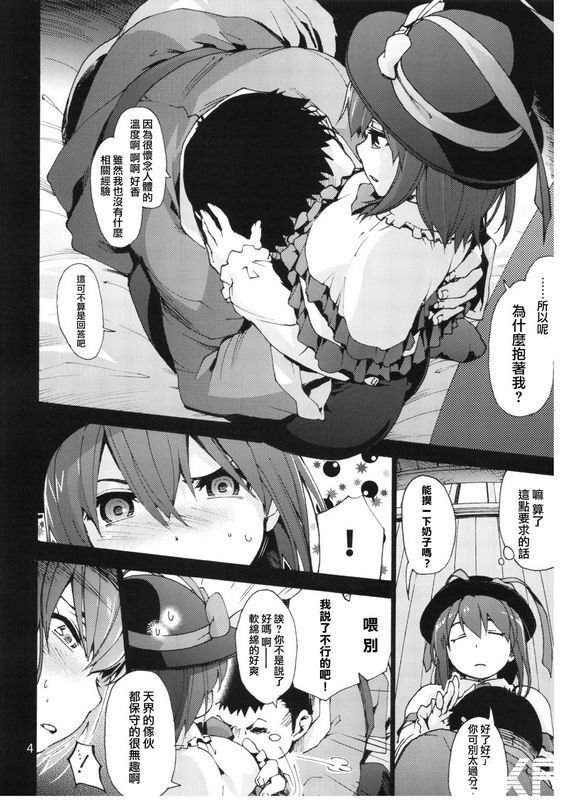 ……所以呢
為什麼抱著我？
因為很懷念人體的
溫度啊啊啊好香
雖然我也沒有什麼
相關經驗
這可不算是回答吧
嘛算了
這點要求的話
能摸一下奶子嗎？
好了好了
你可別太過分了
！
喂別
我說了不行的吧！
誒？你不是說了
好嗎啊——
軟綿綿的好爽
天界的傢伙
都保守的很無趣啊
！
4